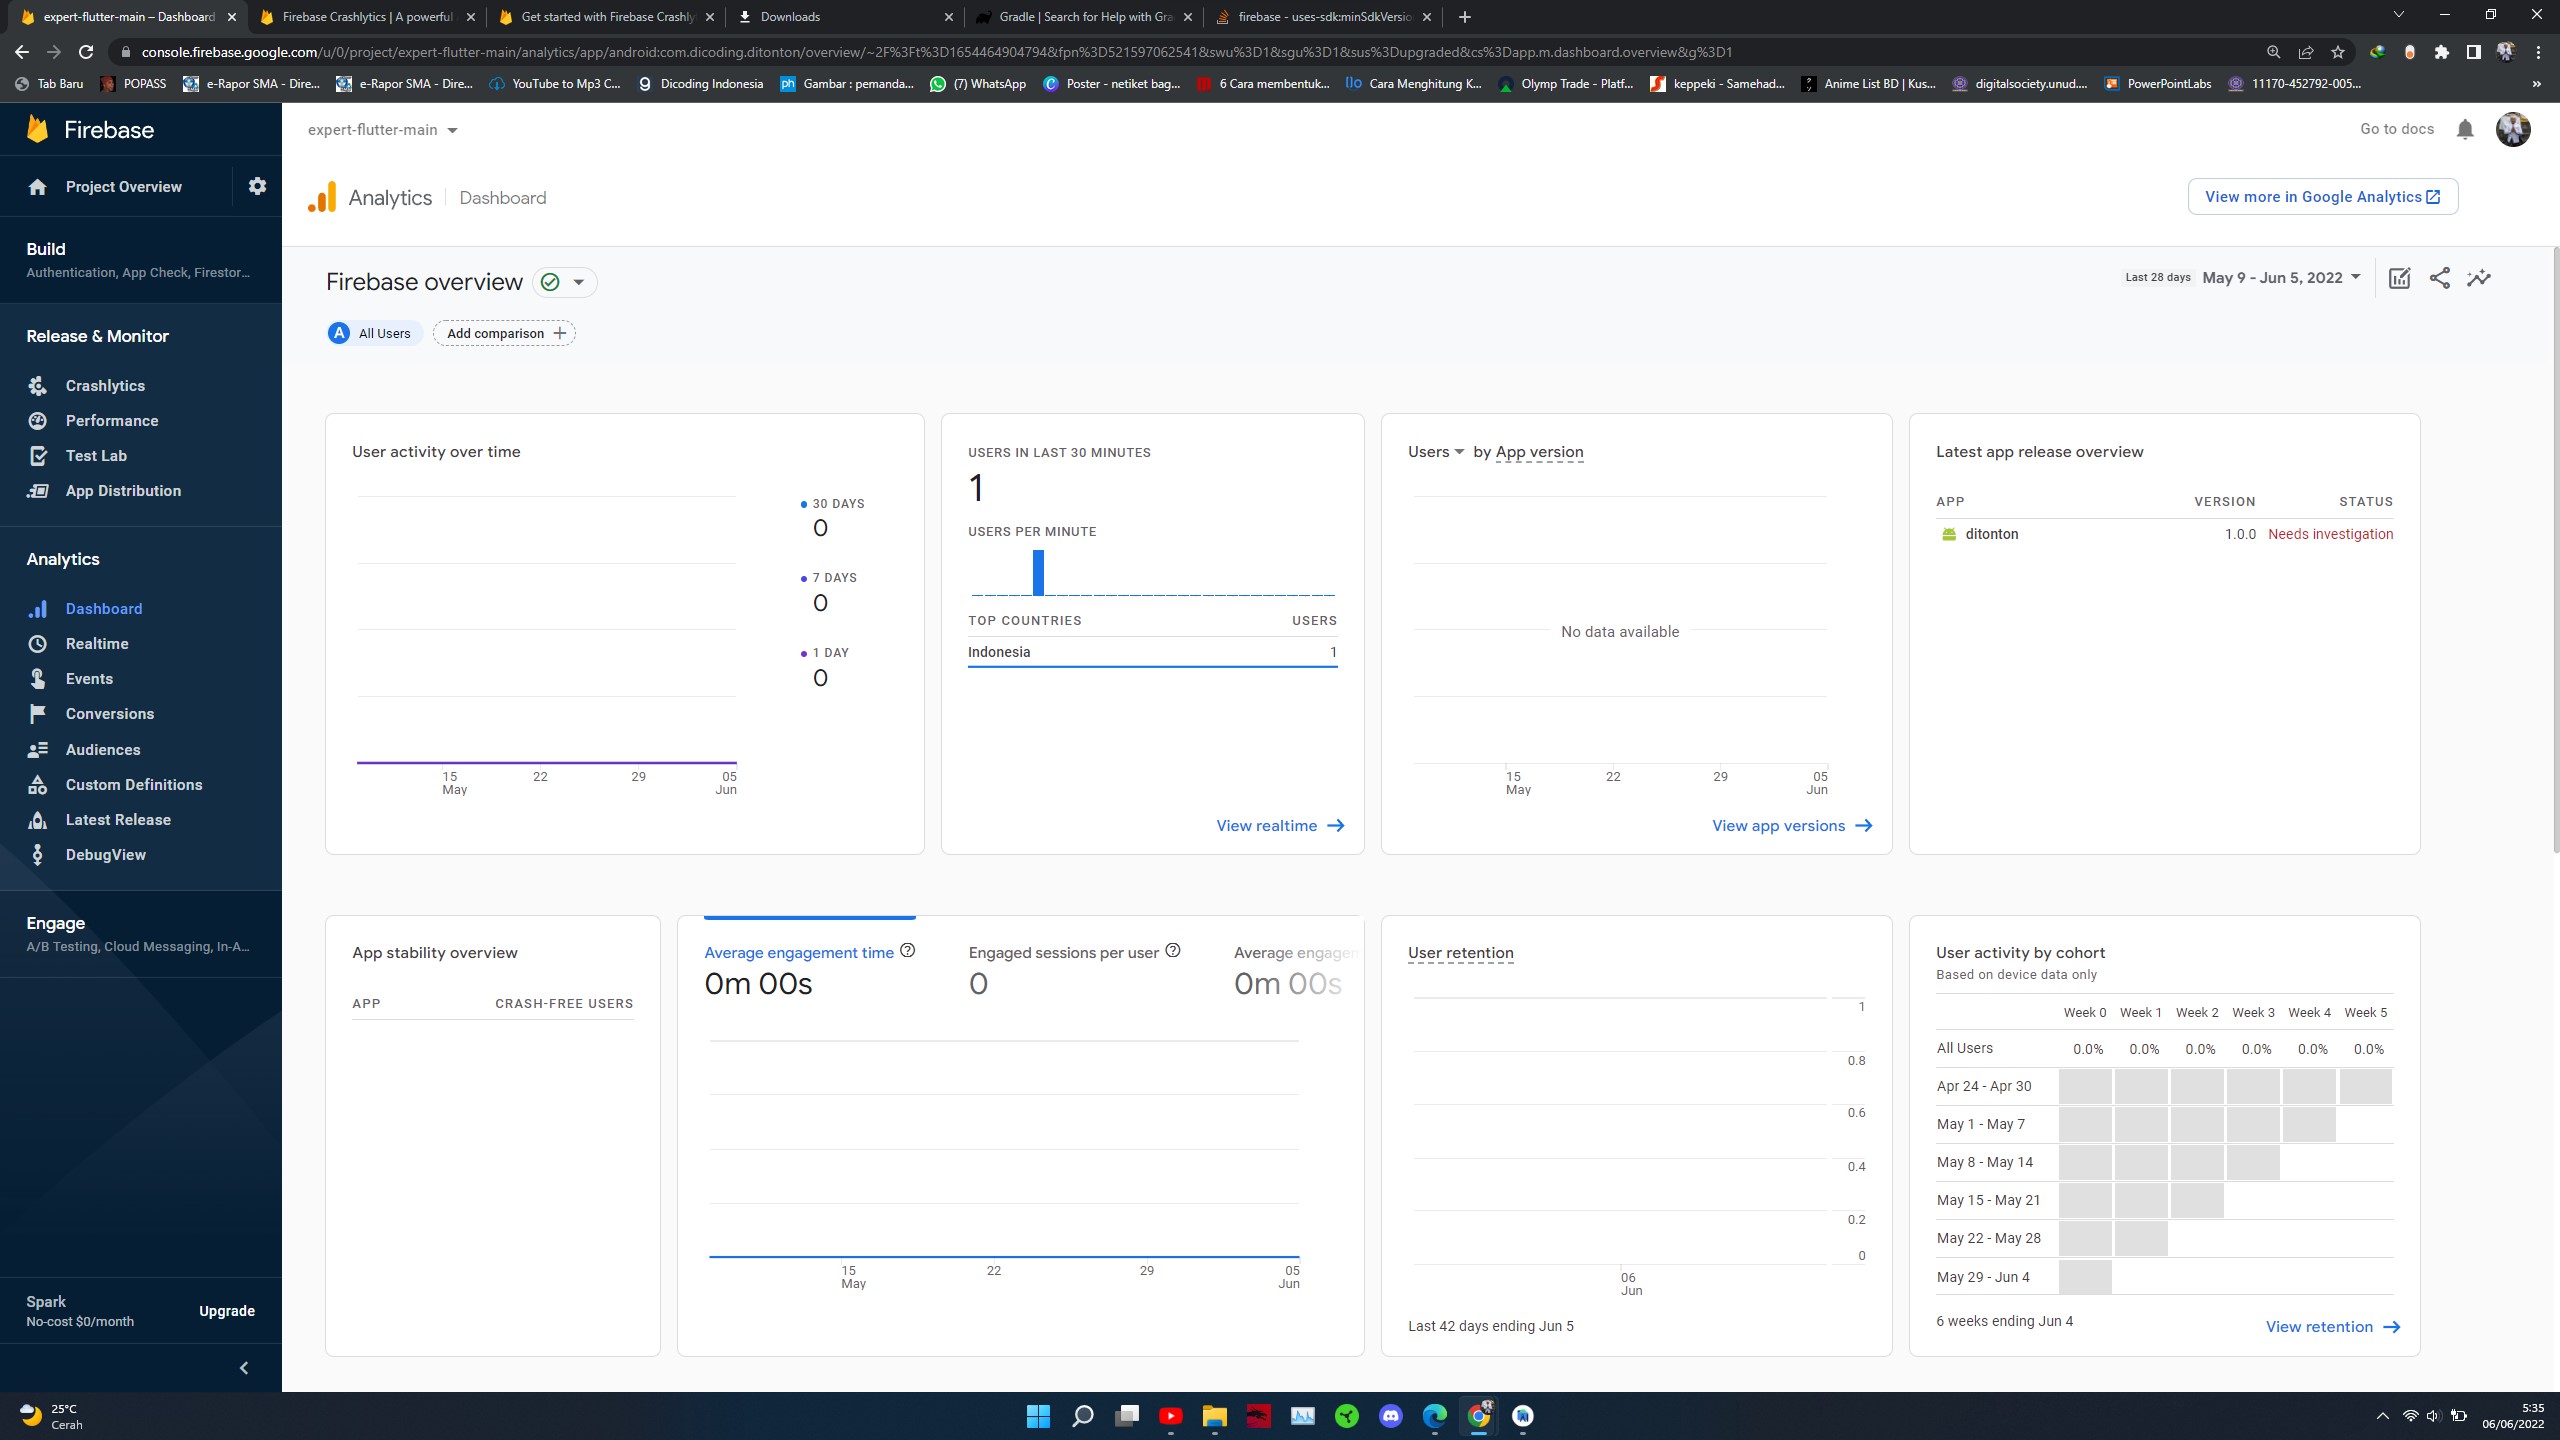 expert-flutter-main – Dashboard
Firebase Crashlytics | A powerful
Get started with Firebase Crashly
Downloads
Gradle | Search for Help with Gra
firebase - uses-sdk:minSdkVersio
console.firebase.google.com/u/0/project/expert-flutter-main/analytics/app/android:com.dicoding.ditonton/overview/~2F%3Ft%3D1654464904794&fpn%3D521597062541&swu%3D1&sgu%3D1&sus%3Dupgraded&cs%3Dapp.m.dashboard.overview&g%3D1
Tab Baru
POPASS
e-Rapor SMA - Dire...
e-Rapor SMA - Dire...
YouTube to Mp3 C...
Dicoding Indonesia
Gambar : pemanda...
(7) WhatsApp
Poster - netiket bag...
6 Cara membentuk...
Cara Menghitung K...
Olymp Trade - Platf...
keppeki - Samehad...
Anime List BD | Kus...
digitalsociety.unud....
PowerPointLabs
11170-452792-005...
»
Firebase
Project Overview
Build
Authentication, App Check, Firestor...
Release & Monitor
Crashlytics
Performance
Test Lab
App Distribution
Analytics
Dashboard
Realtime
Events
Conversions
Audiences
Custom Definitions
Latest Release
DebugView
Engage
A/B Testing, Cloud Messaging, In-A...
Spark
No-cost $0/month
Upgrade
expert-flutter-main
Go to docs
Analytics
Dashboard
View more in Google Analytics
Firebase overview
Last 28 days May 9 - Jun 5, 2022
A All Users
Add comparison +
User activity over time
30 DAYS
0
7 DAYS
0
1 DAY
0
15 22 29 05
May Jun
USERS IN LAST 30 MINUTES
1
USERS PER MINUTE
TOP COUNTRIES USERS
Indonesia 1
View realtime
Users by App version
No data available
15 22 29 05
May Jun
View app versions
Latest app release overview
APP VERSION STATUS
ditonton 1.0.0 Needs investigation
App stability overview
APP CRASH-FREE USERS
Average engagement time
0m 00s
Engaged sessions per user
0
Average engagem
0m 00s
15 22 29 05
May Jun
User retention
1
0.8
0.6
0.4
0.2
0
06
Jun
Last 42 days ending Jun 5
User activity by cohort
Based on device data only
Week 0 Week 1 Week 2 Week 3 Week 4 Week 5
All Users 0.0% 0.0% 0.0% 0.0% 0.0% 0.0%
Apr 24 - Apr 30
May 1 - May 7
May 8 - May 14
May 15 - May 21
May 22 - May 28
May 29 - Jun 4
6 weeks ending Jun 4
View retention
25°C
Cerah
5:35
06/06/2022